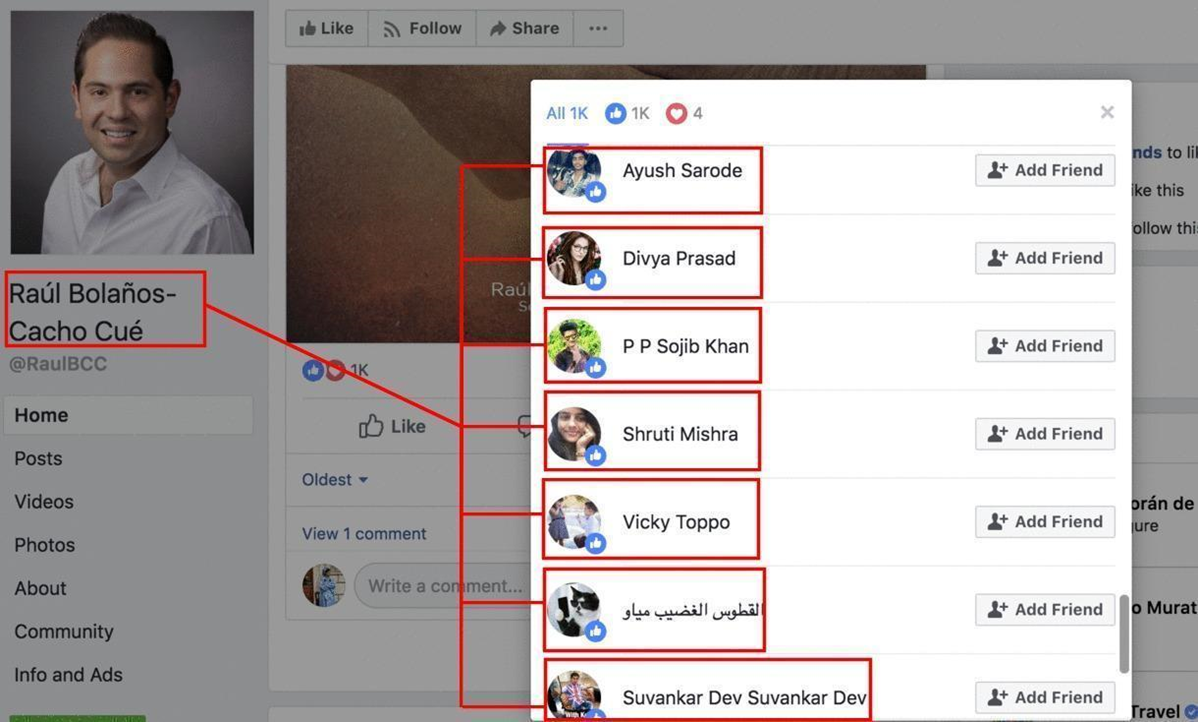 Like
Follow
Share
Raúl Bolaños-
Cacho Cué
@RaulBCC
Home
Posts
Videos
Photos
About
Community
Info and Ads
Raúl
1K
Like
Oldest
View 1 comment
Write a comment...
All 1K
1K
4
Ayush Sarode
Add Friend
Divya Prasad
Add Friend
P P Sojib Khan
Add Friend
Shruti Mishra
Add Friend
Vicky Toppo
Add Friend
القطوس الغضيب مياو
Add Friend
Suvankar Dev Suvankar Dev
Add Friend
nds to li
ike this
ollow this
orán de
gure
o Murat
Travel